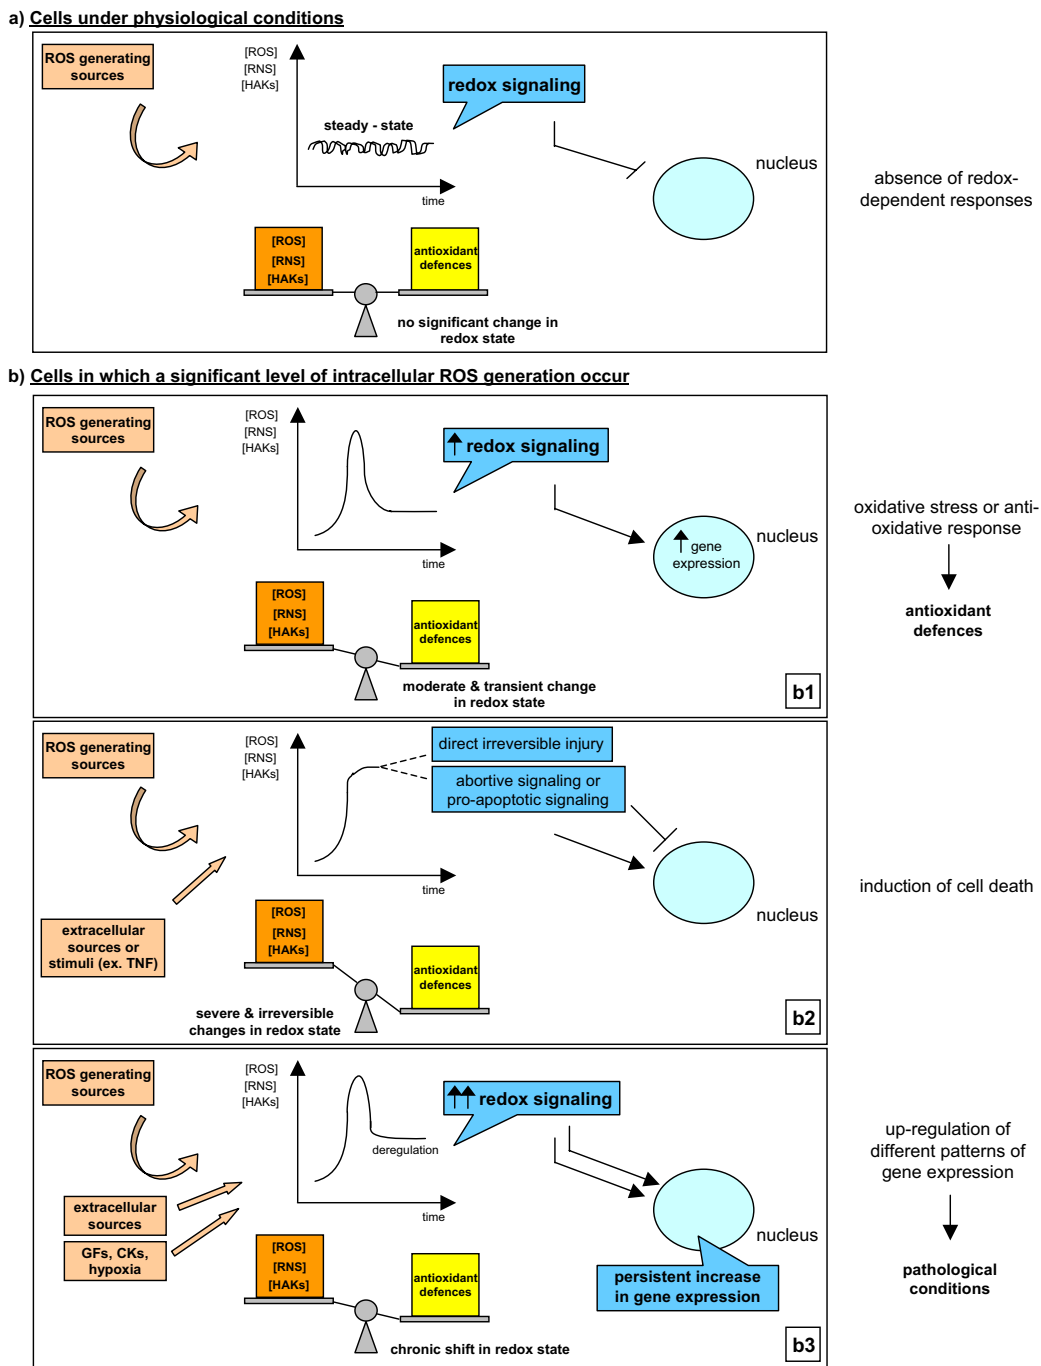 a) Cells under physiological conditions
ROS generating
sources
[ROS]
[RNS]
[HAKs]
redox signaling
steady - state
time
nucleus
absence of redox-
dependent responses
[ROS]
[RNS]
[HAKs]
antioxidant
defences
no significant change in
redox state
b) Cells in which a significant level of intracellular ROS generation occur
ROS generating
sources
[ROS]
[RNS]
[HAKs]
redox signaling
time
nucleus
gene
expression
oxidative stress or anti-
oxidative response
antioxidant
defences
[ROS]
[RNS]
[HAKs]
antioxidant
defences
moderate & transient change
in redox state
b1
ROS generating
sources
[ROS]
[RNS]
[HAKs]
direct irreversible injury
abortive signaling or
pro-apoptotic signaling
time
nucleus
induction of cell death
extracellular
sources or
stimuli (ex. TNF)
[ROS]
[RNS]
[HAKs]
antioxidant
defences
severe & irreversible
changes in redox state
b2
ROS generating
sources
[ROS]
[RNS]
[HAKs]
redox signaling
deregulation
time
nucleus
up-regulation of
different patterns of
gene expression
pathological
conditions
extracellular
sources
GFs, CKs,
hypoxia
[ROS]
[RNS]
[HAKs]
antioxidant
defences
persistent increase
in gene expression
chronic shift in redox state
b3